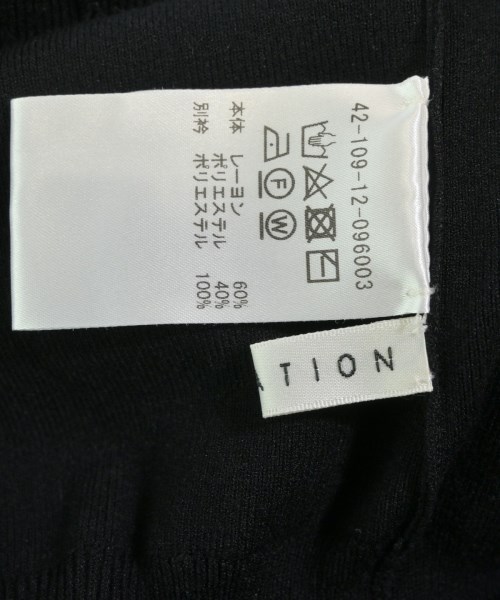 42-109-12-096003
F
W
本体 レーヨン 60%
ポリエステル 40%
別衿 ポリエステル 100%
ATION